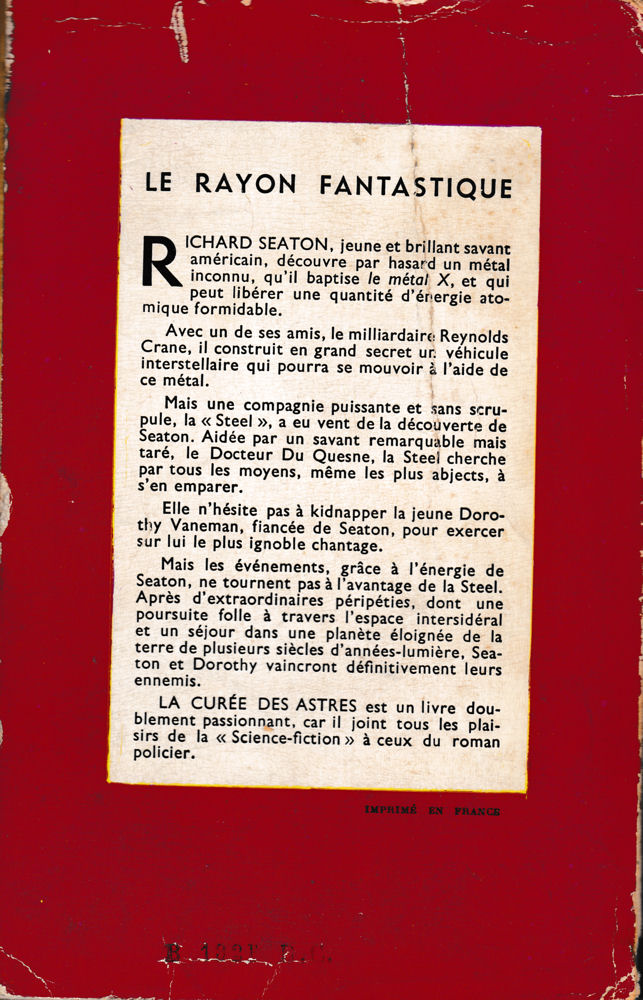 LE RAYON FANTASTIQUE
RICHARD SEATON, jeune et brillant savant
américain, découvre par hasard un métal
inconnu, qu'il baptise le métal X, et qui
peut libérer une quantité d'énergie ato-
mique formidable.
Avec un de ses amis, le milliardaire Reynolds
Crane, il construit en grand secret un véhicule
interstellaire qui pourra se mouvoir à l'aide de
ce métal.
Mais une compagnie puissante et sans scru-
pule, la « Steel », a eu vent de la découverte de
Seaton. Aidée par un savant remarquable mais
taré, le Docteur Du Quesne, la Steel cherche
par tous les moyens, même les plus abjects, à
s'en emparer.
Elle n'hésite pas à kidnapper la jeune Doro-
thy Vaneman, fiancée de Seaton, pour exercer
sur lui le plus ignoble chantage.
Mais les événements, grâce à l'énergie de
Seaton, ne tournent pas à l'avantage de la Steel.
Après d'extraordinaires péripéties, dont une
poursuite folle à travers l'espace intersidéral
et un séjour dans une planète éloignée de la
terre de plusieurs siècles d'années-lumière, Sea-
ton et Dorothy vaincront définitivement leurs
ennemis.
LA CURÉE DES ASTRES est un livre dou-
blement passionnant, car il joint tous les plai-
sirs de la « Science-fiction » à ceux du roman
policier.
IMPRIMÉ EN FRANCE